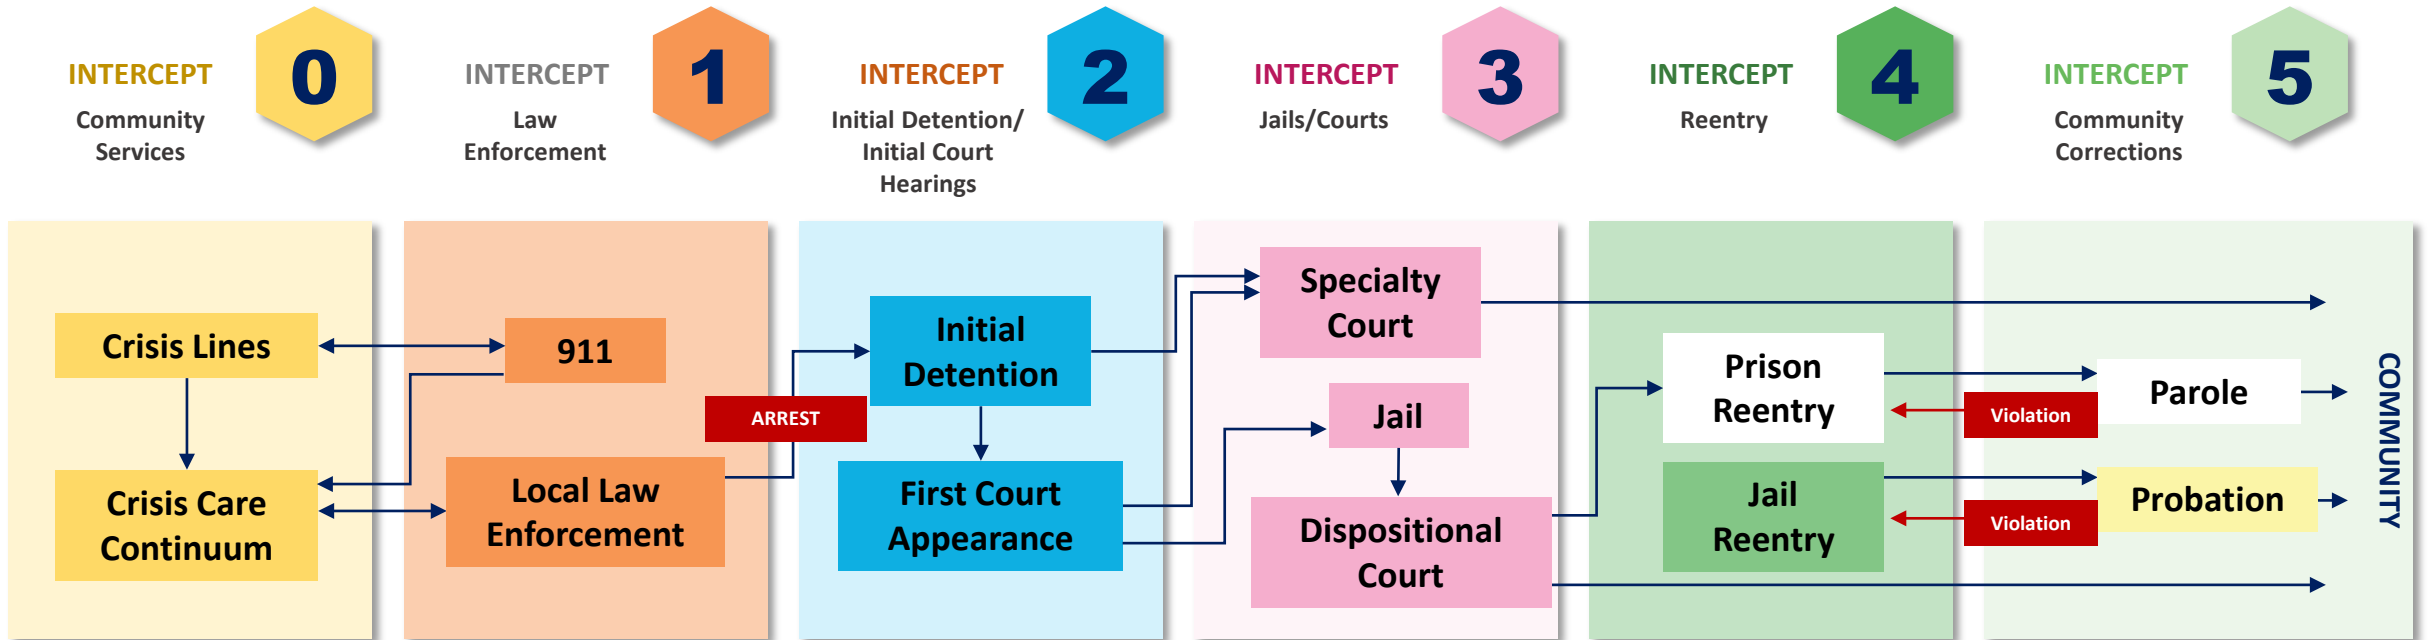 INTERCEPT
Community
Services
0
INTERCEPT
Law
Enforcement
1
INTERCEPT
Initial Detention/
Initial Court
Hearings
2
INTERCEPT
Jails/Courts
3
INTERCEPT
Reentry
4
INTERCEPT
Community
Corrections
5
Crisis Lines
Crisis Care
Continuum
911
Local Law
Enforcement
ARREST
Initial
Detention
First Court
Appearance
Specialty
Court
Jail
Dispositional
Court
Prison
Reentry
Jail
Reentry
Violation
Violation
Parole
Probation
COMMUNITY